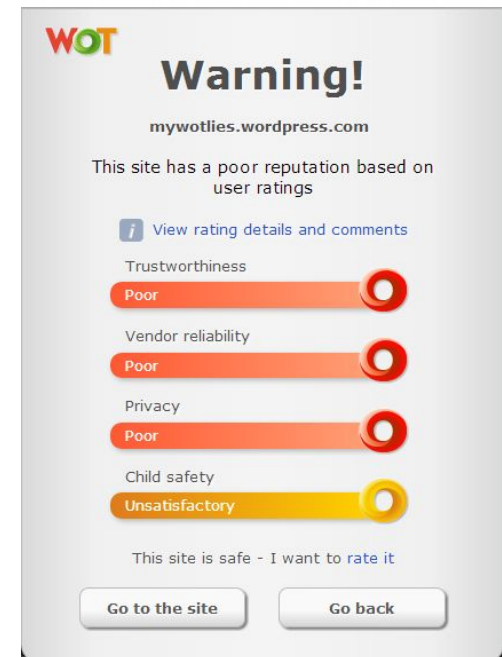 WOT
Warning!
mywotlies.wordpress.com
This site has a poor reputation based on
user ratings
i View rating details and comments
Trustworthiness
Poor
Vendor reliability
Poor
Privacy
Poor
Child safety
Unsatisfactory
This site is safe - I want to rate it
Go to the site Go back